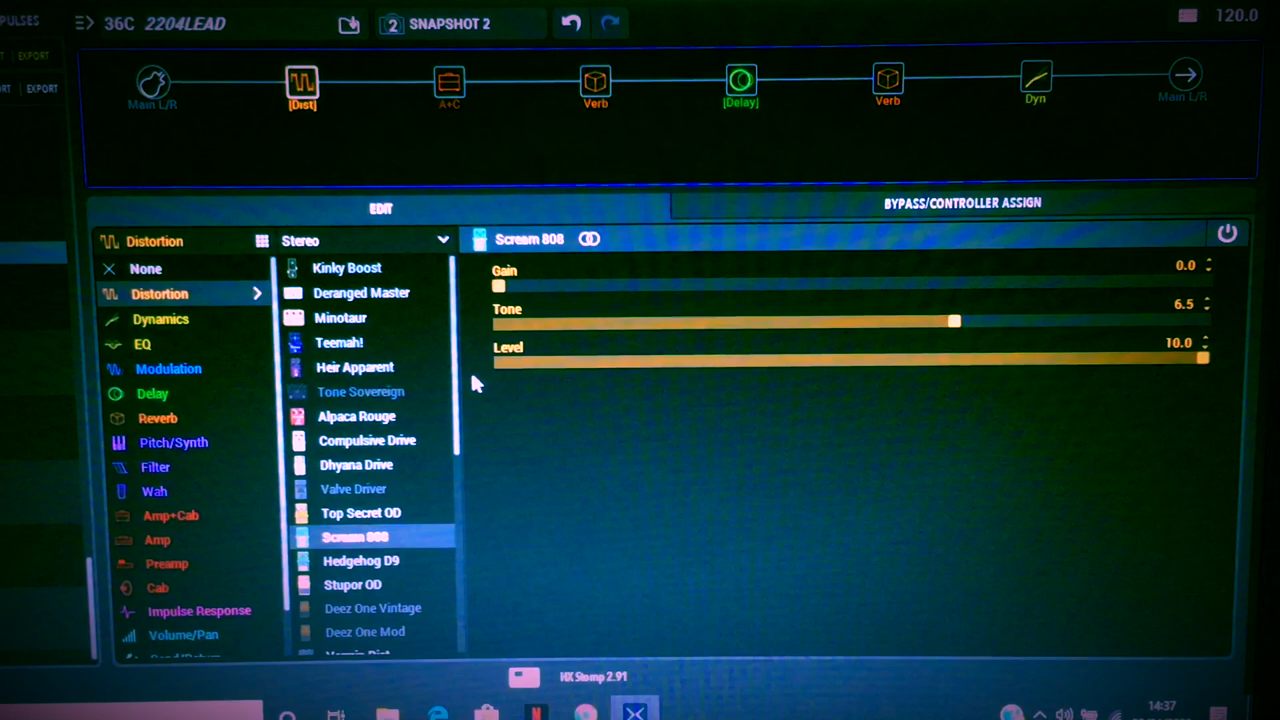 PULSES
36C 2204LEAD
2 SNAPSHOT 2
120.0
EXPORT
EXPORT
Main L/R
[Dist]
A+C
Verb
[Delay]
Verb
Dyn
Main L/R
EDIT
BYPASS/CONTROLLER ASSIGN
Distortion
None
Distortion
Dynamics
EQ
Modulation
Delay
Reverb
Pitch/Synth
Filter
Wah
Amp+Cab
Amp
Preamp
Cab
Impulse Response
Volume/Pan
Stereo
Kinky Boost
Deranged Master
Minotaur
Teemah!
Heir Apparent
Tone Sovereign
Alpaca Rouge
Compulsive Drive
Dhyana Drive
Valve Driver
Top Secret OD
Scream 808
Hedgehog D9
Stupor OD
Deez One Vintage
Deez One Mod
Scream 808
Gain 0.0
Tone 6.5
Level 10.0
HX Stomp 2.91
N
14:37